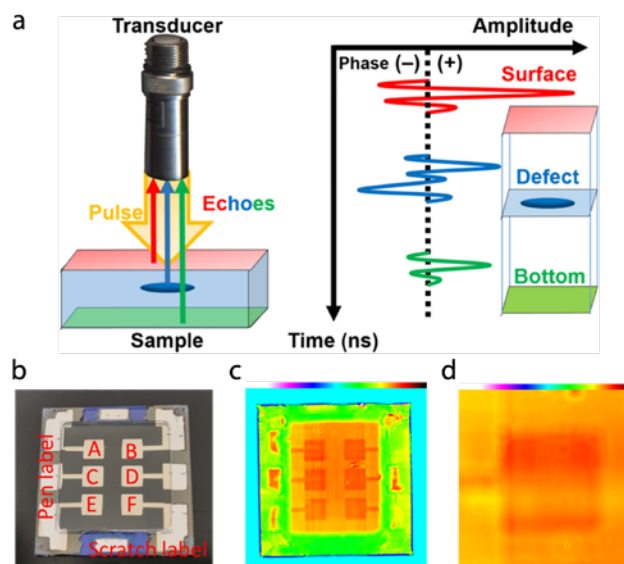 a
Transducer
Pulse
Echoes
Sample
Amplitude
Phase (–)
(+)
Surface
Defect
Bottom
Time (ns)
b
Pen label
A B
C D
E F
Scratch label
c
d